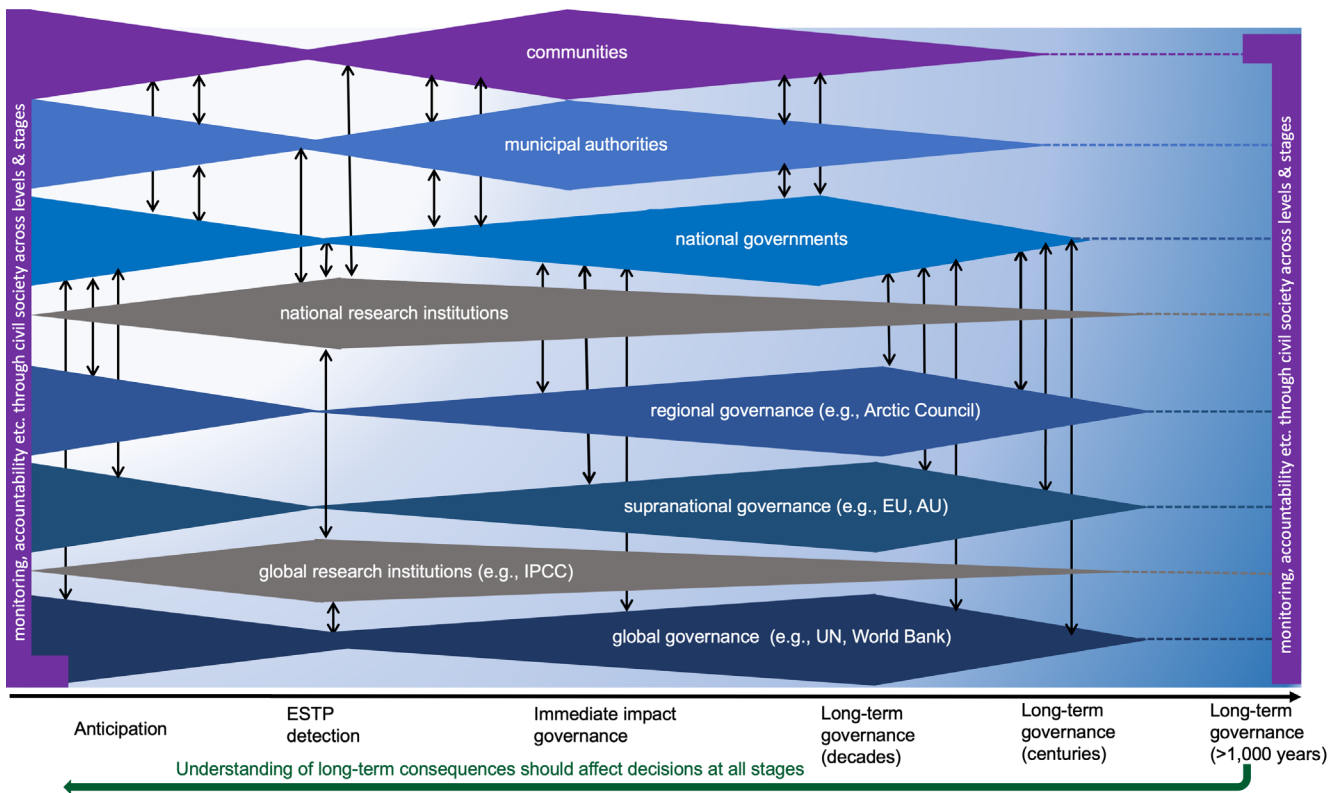 monitoring, accountability etc. through civil society across levels & stages
communities
municipal authorities
national governments
national research institutions
regional governance (e.g., Arctic Council)
supranational governance (e.g., EU, AU)
global research institutions (e.g., IPCC)
global governance  (e.g., UN, World Bank)
monitoring, accountability etc. through civil society across levels & stages
Anticipation
ESTP
detection
Immediate impact
governance
Long-term
governance
(decades)
Long-term
governance
(centuries)
Long-term
governance
(>1,000 years)
Understanding of long-term consequences should affect decisions at all stages